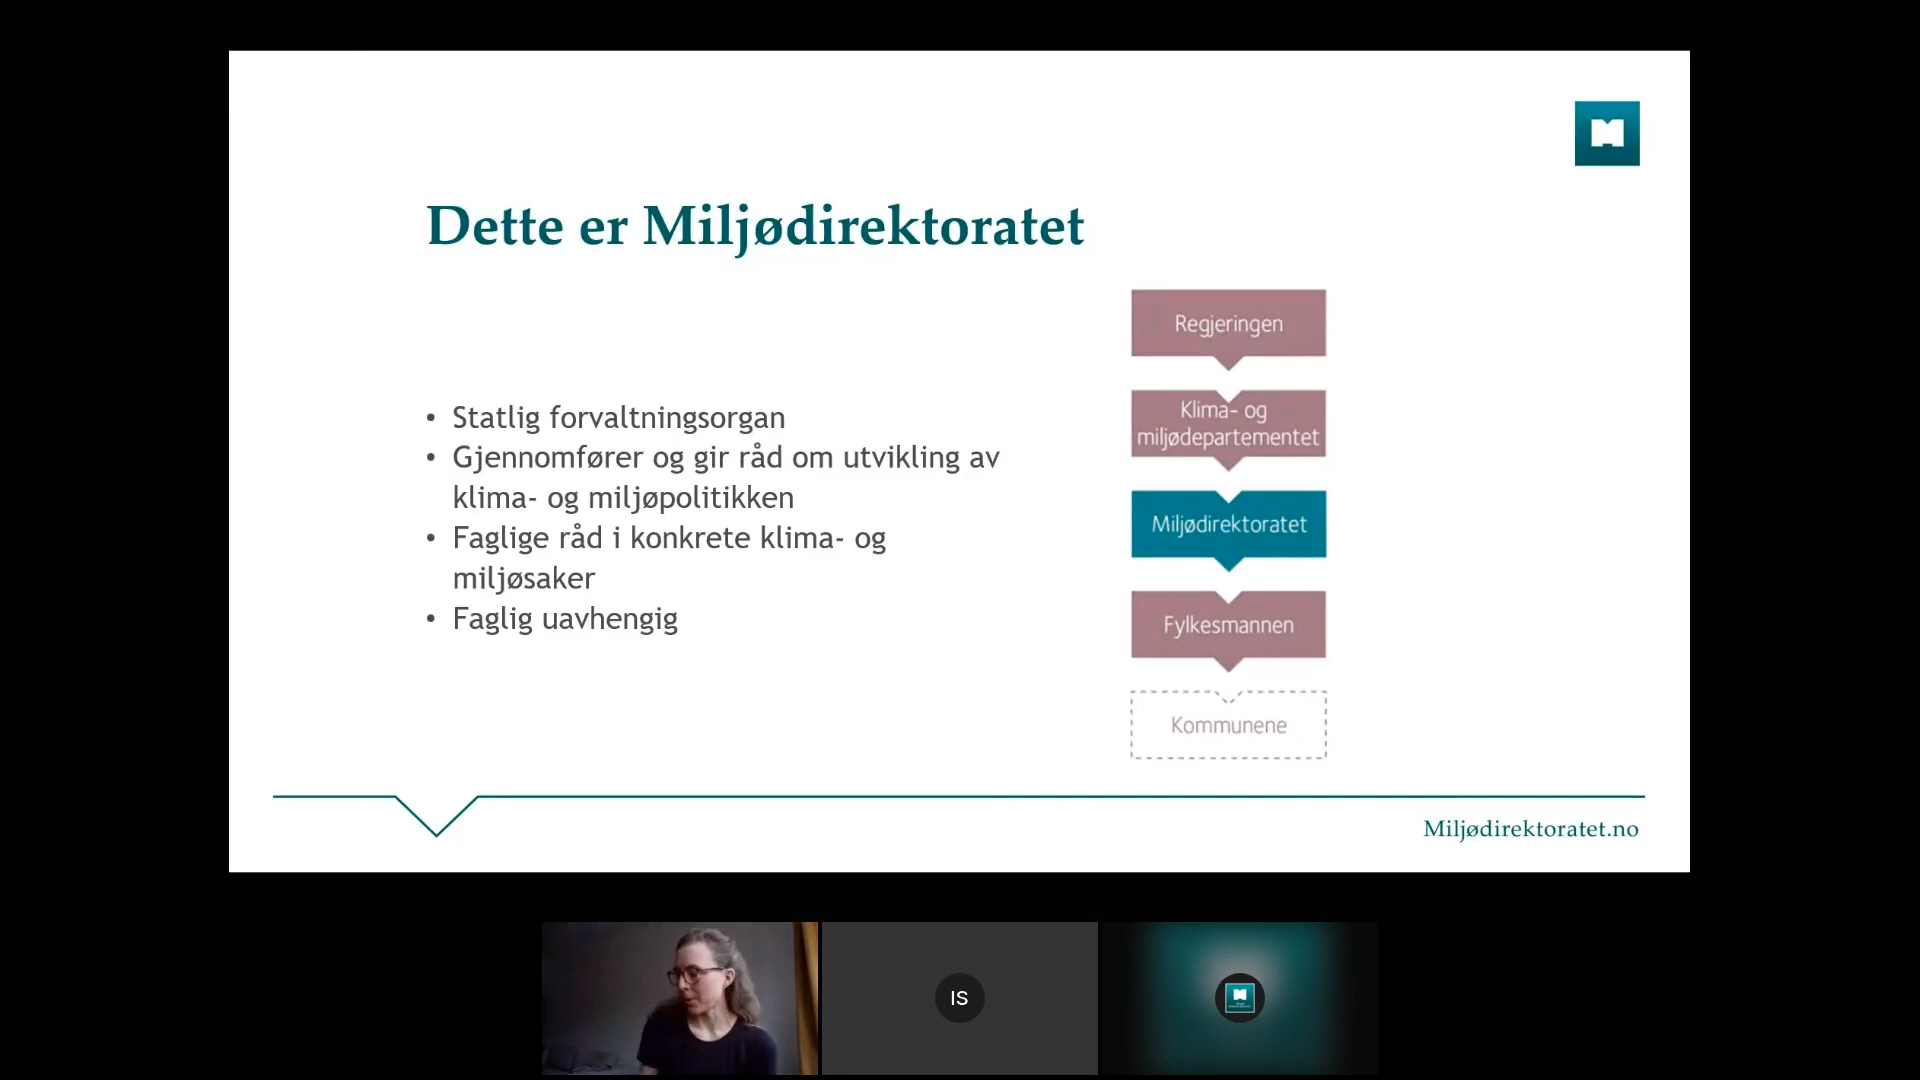 Dette er Miljødirektoratet
• Statlig forvaltningsorgan
• Gjennomfører og gir råd om utvikling av
klima- og miljøpolitikken
• Faglige råd i konkrete klima- og
miljøsaker
• Faglig uavhengig
Regjeringen
Klima- og
miljødepartementet
Miljødirektoratet
Fylkesmannen
Kommunene
Miljødirektoratet.no
IS